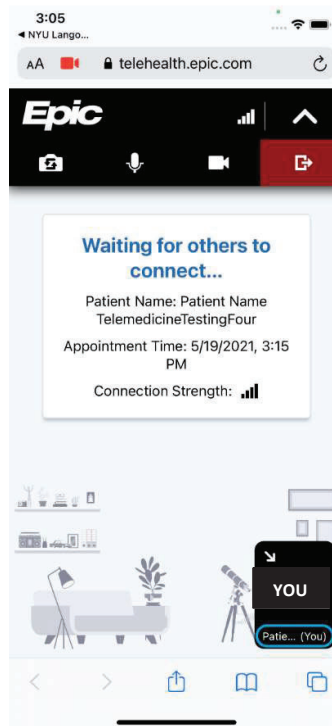 3:05
◀ NYU Lango...
AA telehealth.epic.com
Epic
Waiting for others to
connect...
Patient Name: Patient Name
TelemedicineTestingFour
Appointment Time: 5/19/2021, 3:15
PM
Connection Strength:
YOU
Patie... (You)